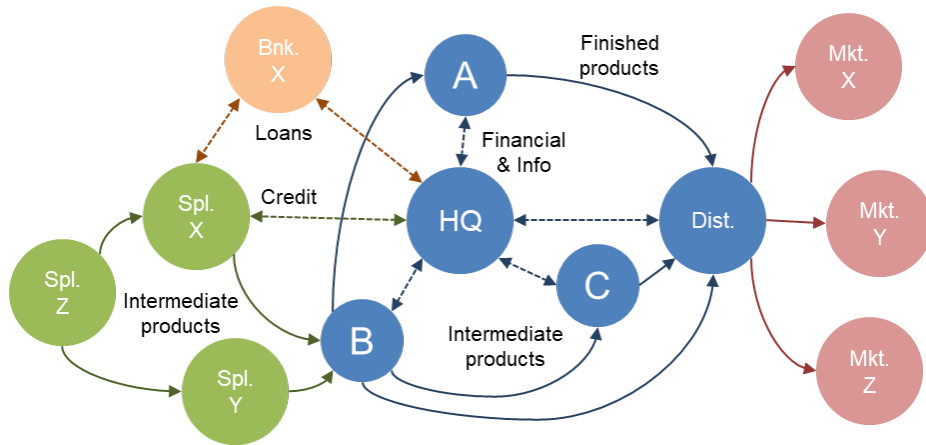 Bnk.
X
A
Finished
products
Mkt.
X
Loans
Financial
& Info
Spl.
X
Credit
HQ
Dist.
Mkt.
Y
Spl.
Z
Intermediate
products
B
C
Intermediate
products
Spl.
Y
Mkt.
Z